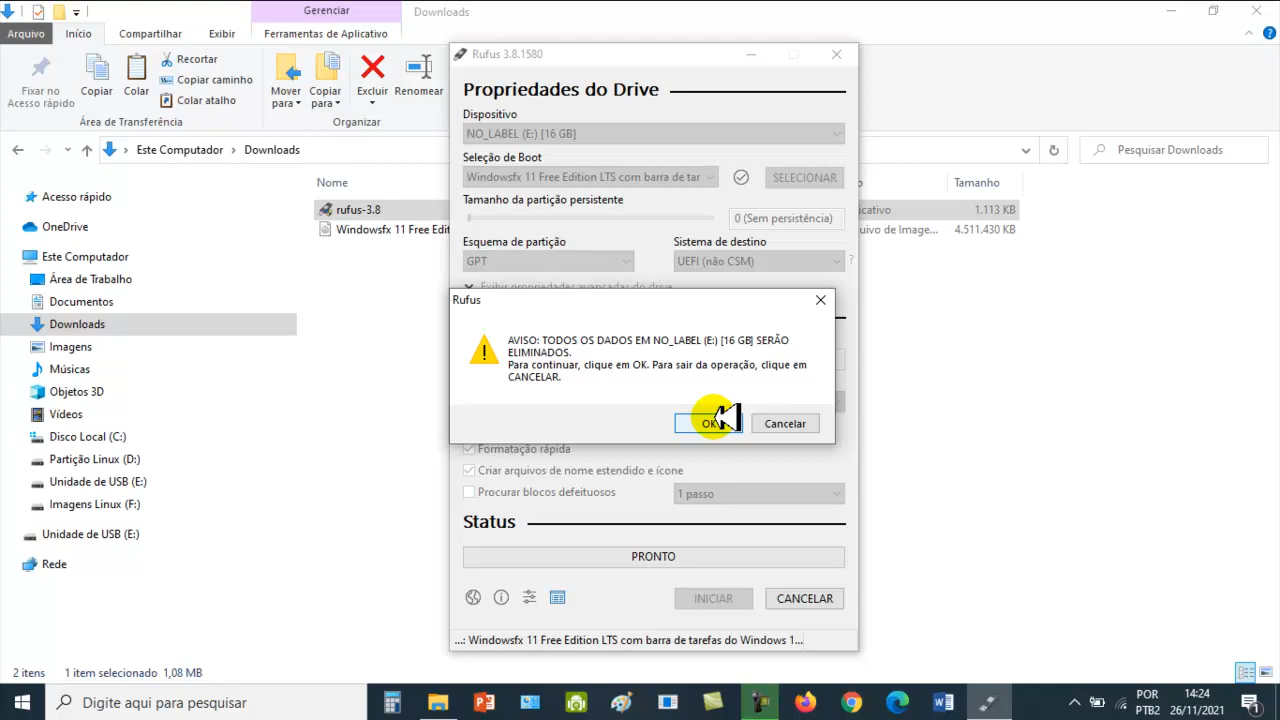 Gerenciar
Downloads
Arquivo
Início
Compartilhar
Exibir
Ferramentas de Aplicativo
Fixar no
Acesso rápido
Copiar
Colar
Recortar
Copiar caminho
Colar atalho
Mover
para
Copiar
para
Excluir
Renomear
Área de Transferência
Organizar
Este Computador
Downloads
Pesquisar Downloads
Acesso rápido
OneDrive
Este Computador
Área de Trabalho
Documentos
Downloads
Imagens
Músicas
Objetos 3D
Vídeos
Disco Local (C:)
Partição Linux (D:)
Unidade de USB (E:)
Imagens Linux (F:)
Unidade de USB (E:)
Rede
Nome
Tamanho
rufus-3.8
1.113 KB
Windowsfx 11 Free Edit
4.511.430 KB
Rufus 3.8.1580
Propriedades do Drive
Dispositivo
NO_LABEL (E:) [16 GB]
Seleção de Boot
Windowsfx 11 Free Edition LTS com barra de tar
SELECIONAR
Tamanho da partição persistente
0 (Sem persistência)
Esquema de partição
Sistema de destino
GPT
UEFI (não CSM)
?
Exibir propriedades avançadas do drive
Rufus
AVISO: TODOS OS DADOS EM NO_LABEL (E:) [16 GB] SERÃO
ELIMINADOS.
Para continuar, clique em OK. Para sair da operação, clique em
CANCELAR.
OK
Cancelar
Formatação rápida
Criar arquivos de nome estendido e ícone
Procurar blocos defeituosos
1 passo
Status
PRONTO
INICIAR
CANCELAR
...: Windowsfx 11 Free Edition LTS com barra de tarefas do Windows 1...
2 itens
1 item selecionado 1,08 MB
Digite aqui para pesquisar
POR
PTB2
14:24
26/11/2021
1